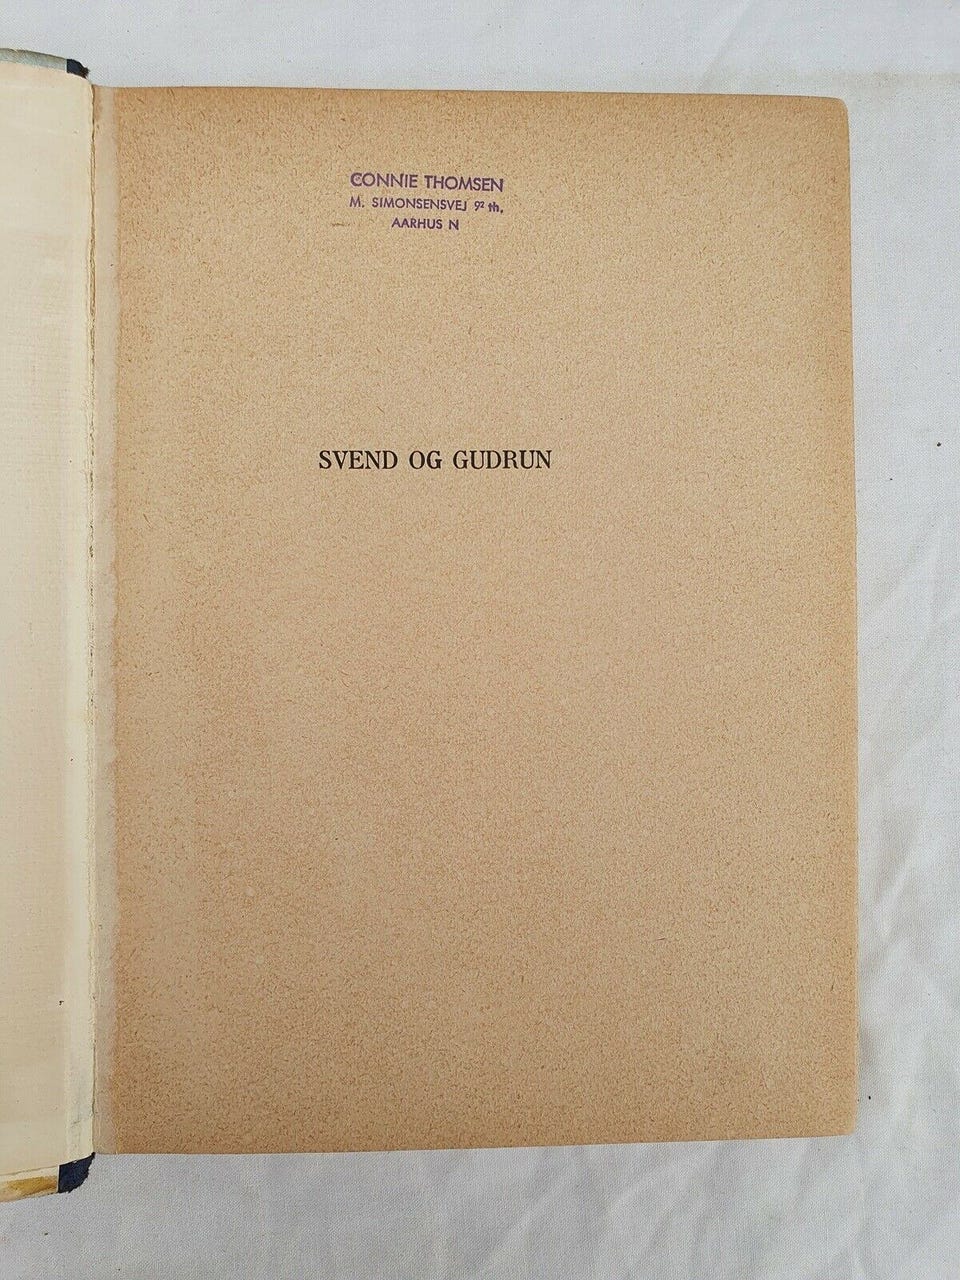 CONNIE THOMSEN
M. SIMONSENSVEJ 9² th.
AARHUS N
SVEND OG GUDRUN